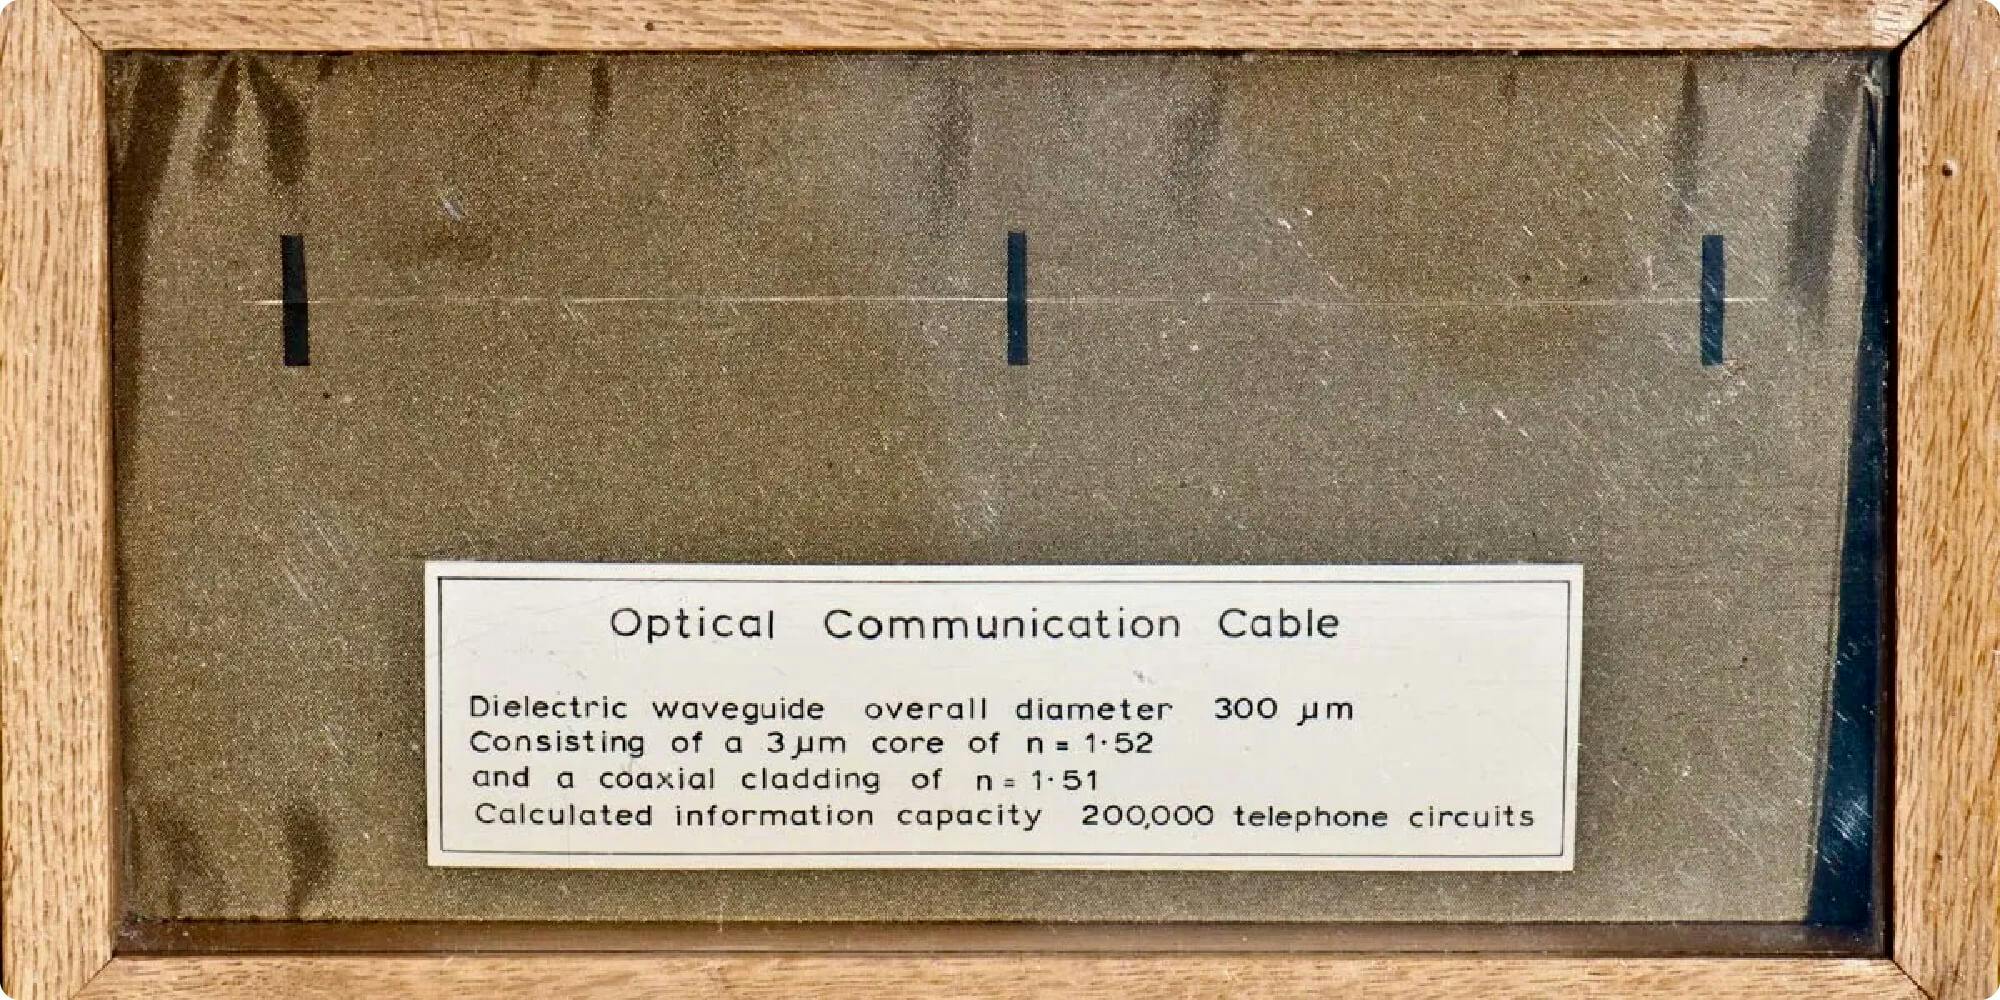 Optical Communication Cable
Dielectric waveguide overall diameter 300 µm
Consisting of a 3µm core of n = 1·52
and a coaxial cladding of n = 1·51
Calculated information capacity 200,000 telephone circuits